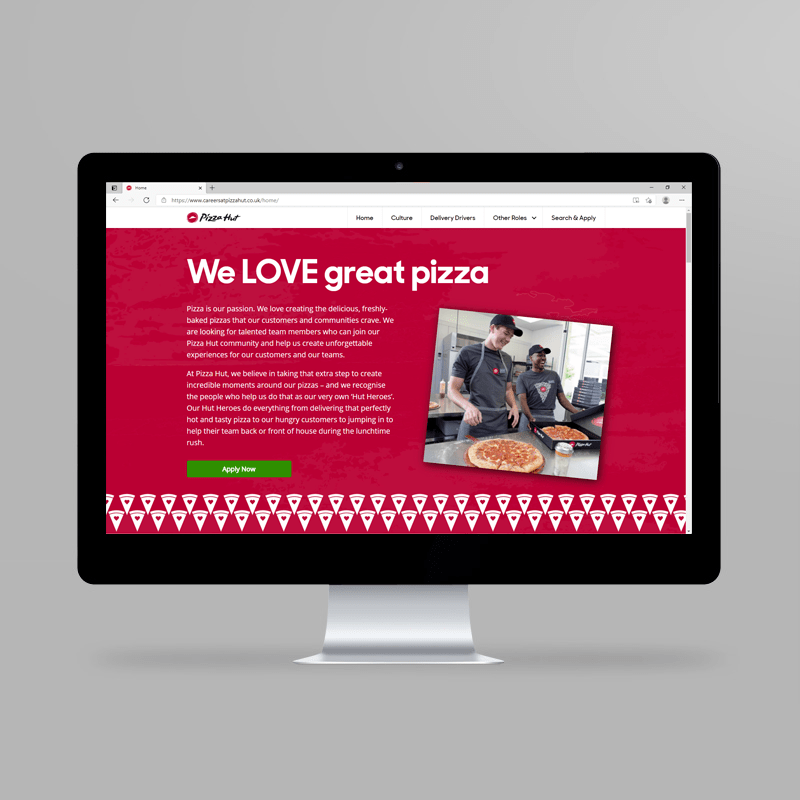 Home
https://www.careersatpizzahut.co.uk/home/
Pizza Hut
Home Culture Delivery Drivers Other Roles Search & Apply
We LOVE great pizza
Pizza is our passion. We love creating the delicious, freshly-
baked pizzas that our customers and communities crave. We
are looking for talented team members who can join our
Pizza Hut community and help us create unforgettable
experiences for our customers and our teams.
At Pizza Hut, we believe in taking that extra step to create
incredible moments around our pizzas – and we recognise
the people who help us do that as our very own ‘Hut Heroes’.
Our Hut Heroes do everything from delivering that perfectly
hot and tasty pizza to our hungry customers to jumping in to
help their team back or front of house during the lunchtime
rush.
Pizza Hut
Apply Now